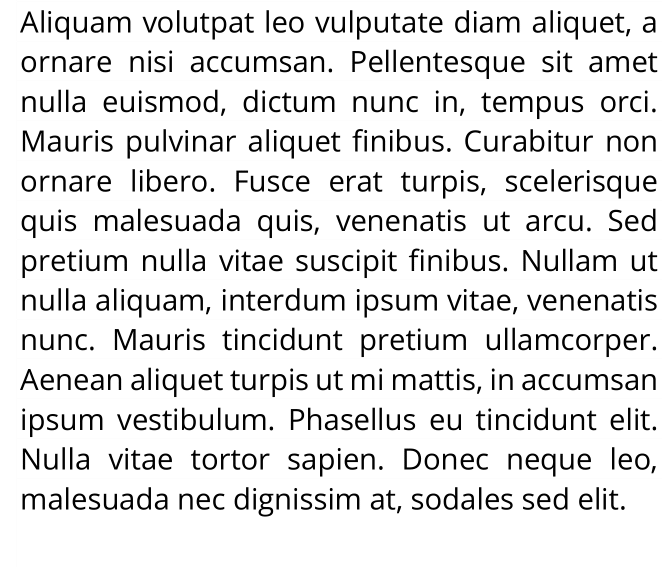 Aliquam volutpat leo vulputate diam aliquet, a
ornare nisi accumsan. Pellentesque sit amet
nulla euismod, dictum nunc in, tempus orci.
Mauris pulvinar aliquet finibus. Curabitur non
ornare libero. Fusce erat turpis, scelerisque
quis malesuada quis, venenatis ut arcu. Sed
pretium nulla vitae suscipit finibus. Nullam ut
nulla aliquam, interdum ipsum vitae, venenatis
nunc. Mauris tincidunt pretium ullamcorper.
Aenean aliquet turpis ut mi mattis, in accumsan
ipsum vestibulum. Phasellus eu tincidunt elit.
Nulla vitae tortor sapien. Donec neque leo,
malesuada nec dignissim at, sodales sed elit.